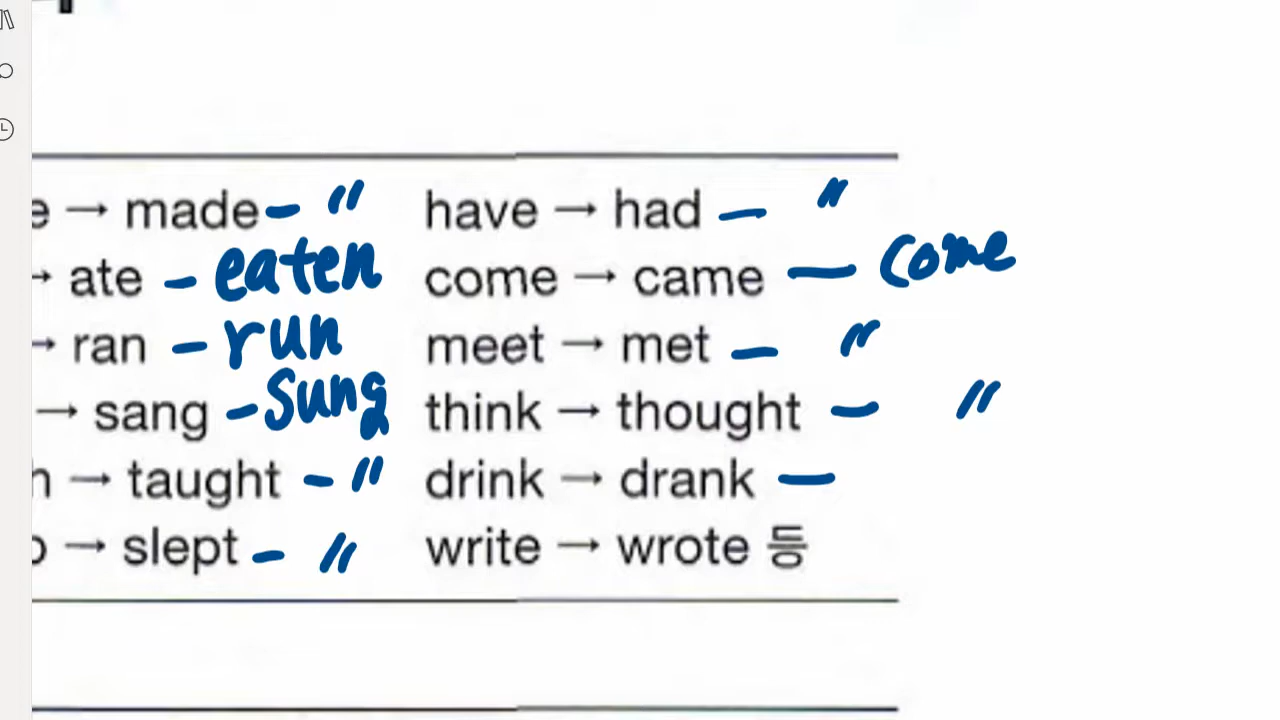 e → made - " have → had - "
→ ate - eaten come → came - come
→ ran - run meet → met - "
→ sang - sung think → thought - "
h → taught - " drink → drank -
p → slept - " write → wrote 등